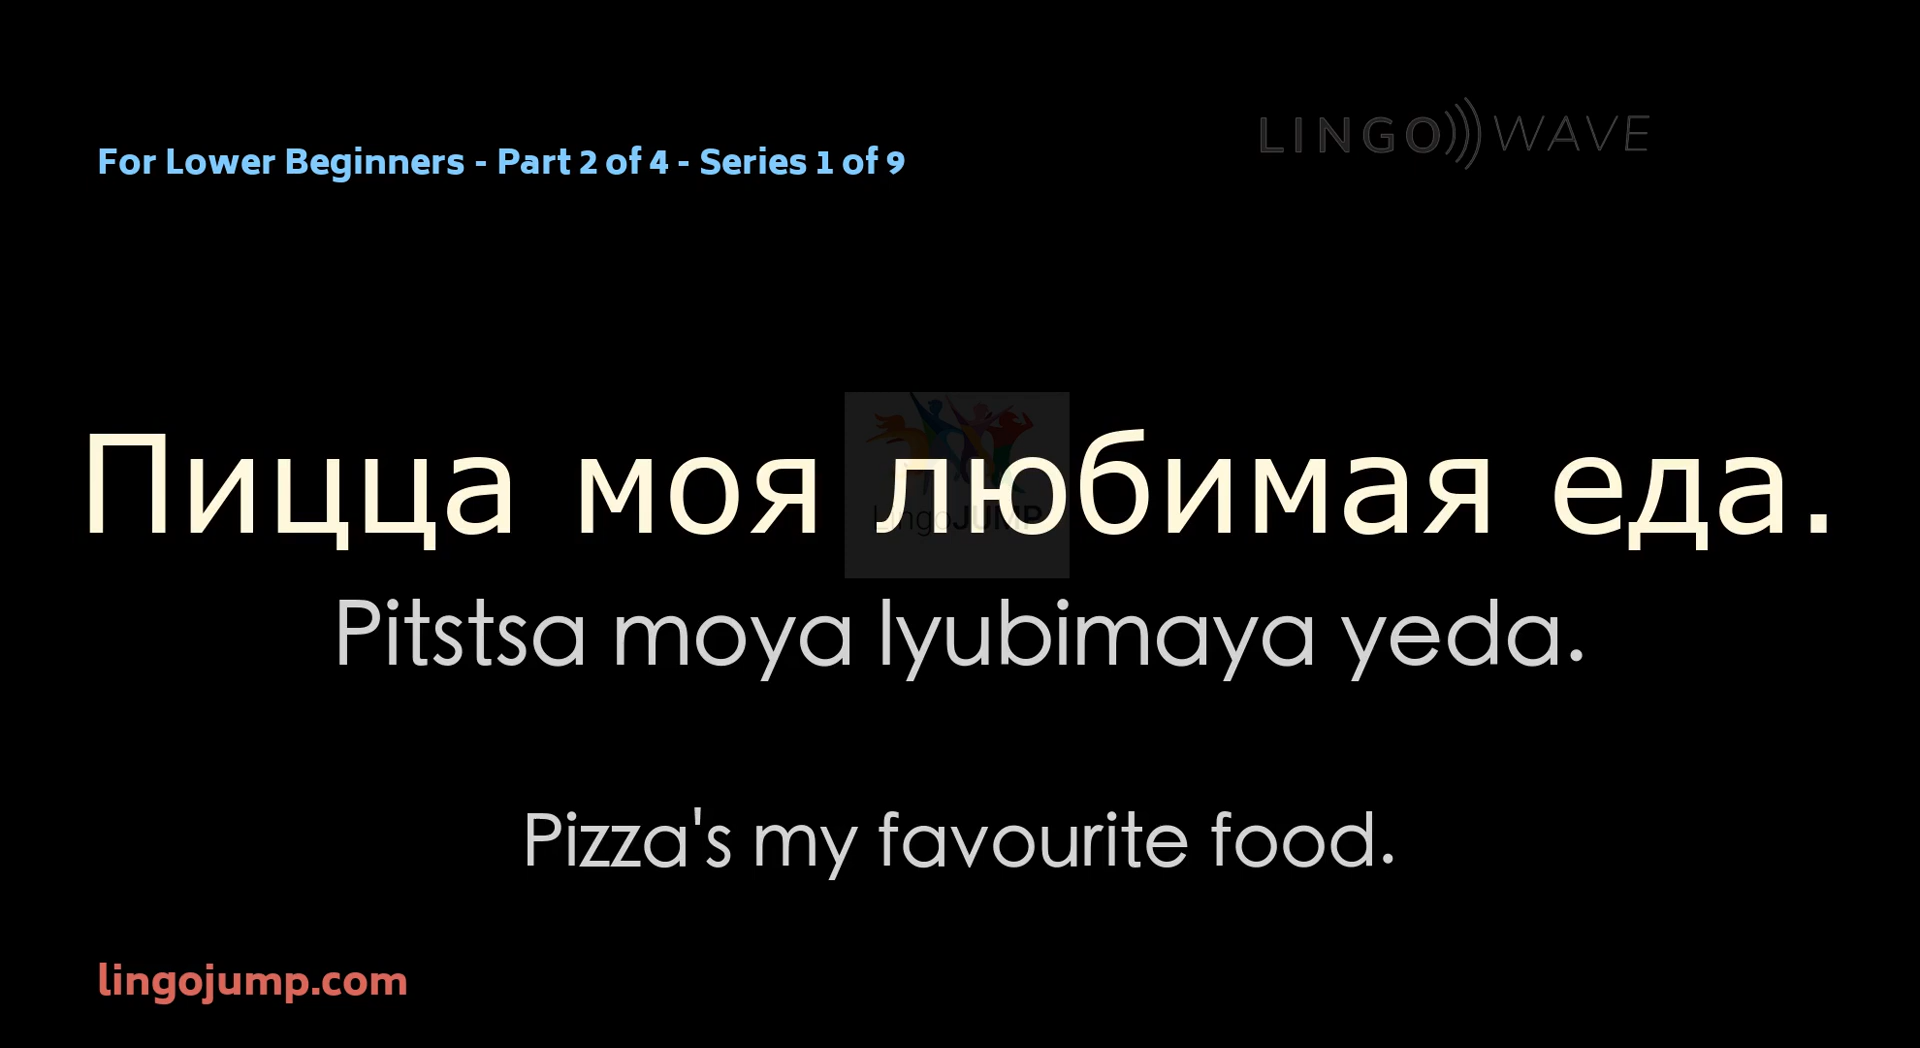 For Lower Beginners - Part 2 of 4 - Series 1 of 9
LINGO WAVE
Пицца моя любимая еда.
LingoJUMP
Pitstsa moya lyubimaya yeda.
Pizza's my favourite food.
lingojump.com